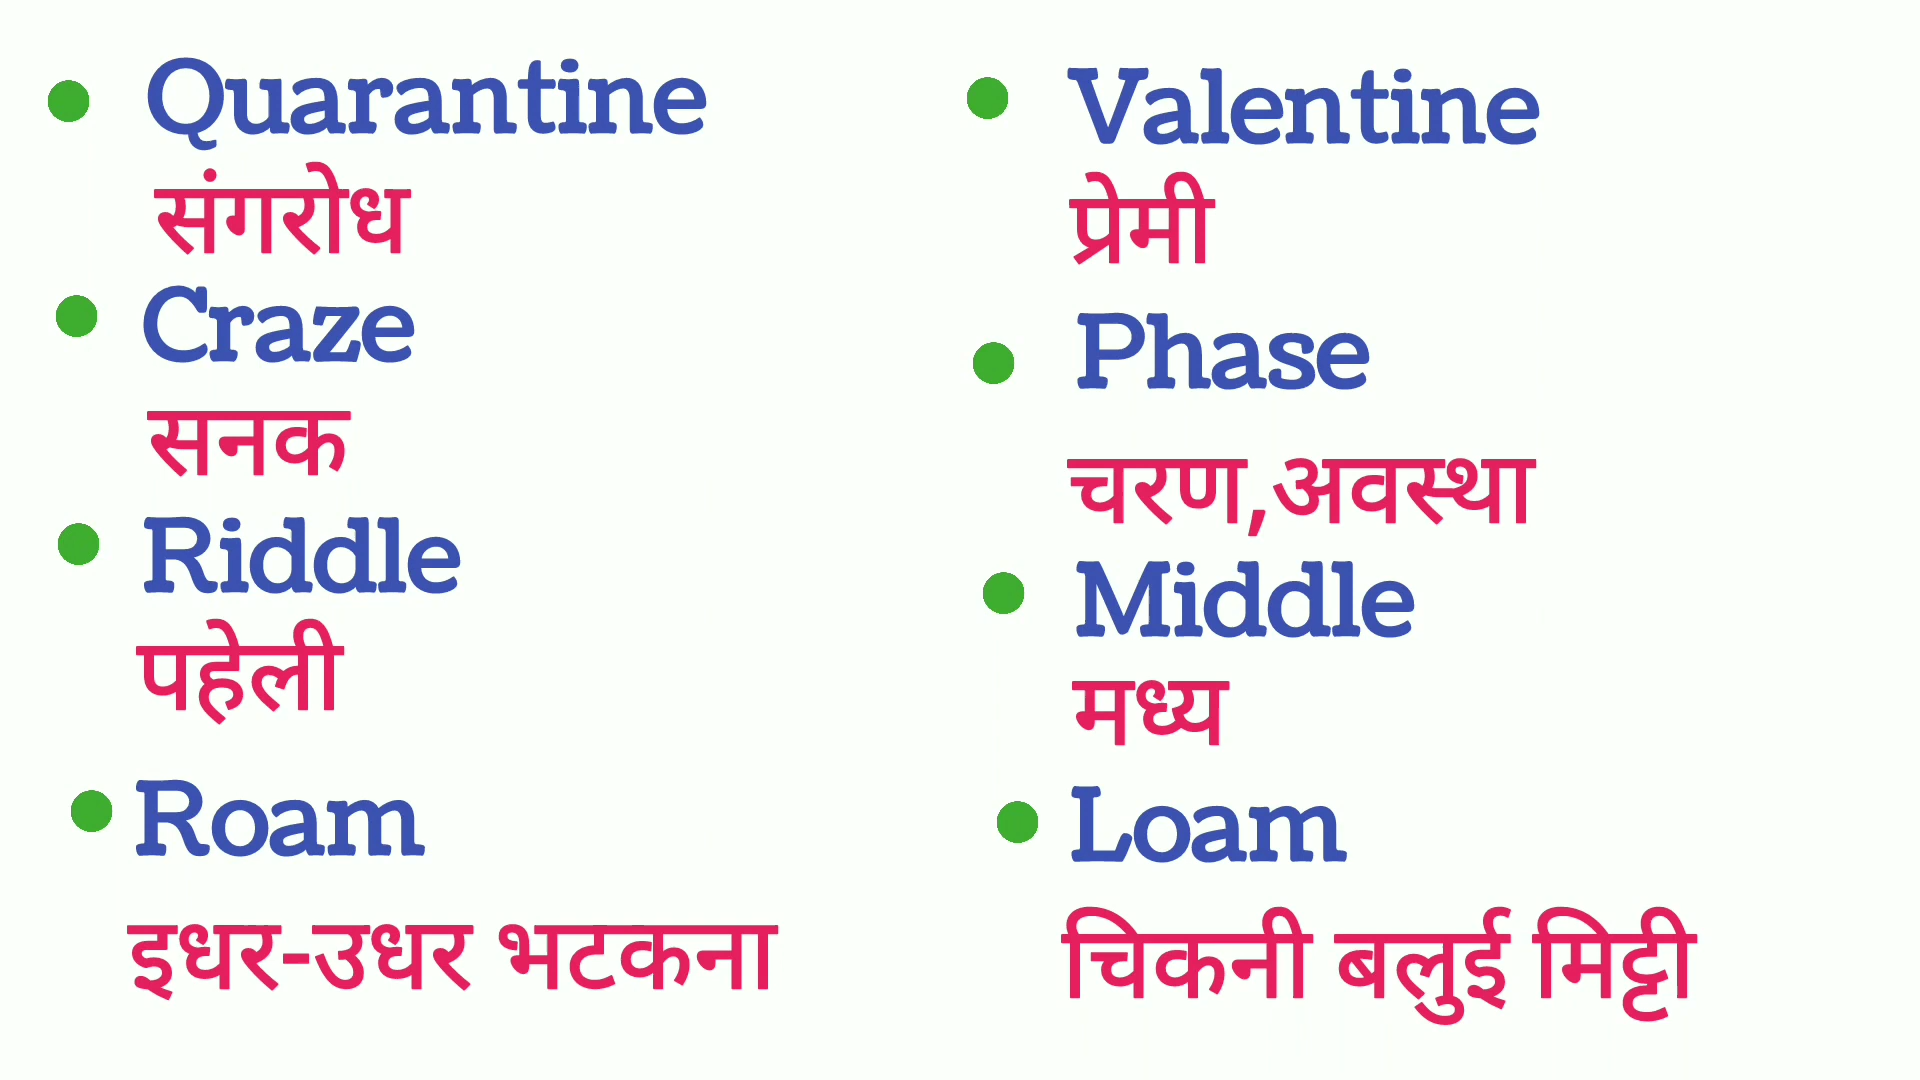 Quarantine
संगरोध
Craze
सनक
Riddle
पहेली
Roam
इधर-उधर भटकना
Valentine
प्रेमी
Phase
चरण,अवस्था
Middle
मध्य
Loam
चिकनी बलुई मिट्टी